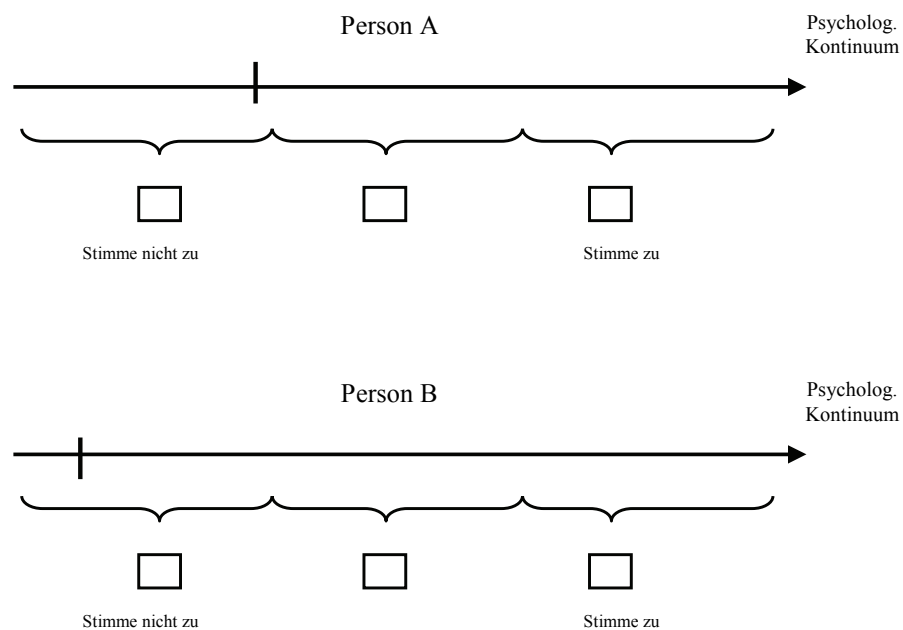 Person A
Psycholog.
Kontinuum
Stimme nicht zu
Stimme zu
Person B
Psycholog.
Kontinuum
Stimme nicht zu
Stimme zu